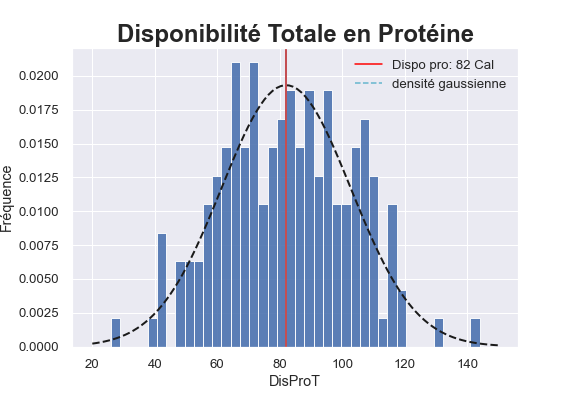 Disponibilité Totale en Protéine
Dispo pro: 82 Cal
densité gaussienne
Fréquence
0.0200
0.0175
0.0150
0.0125
0.0100
0.0075
0.0050
0.0025
0.0000
20 40 60 80 100 120 140
DisProT